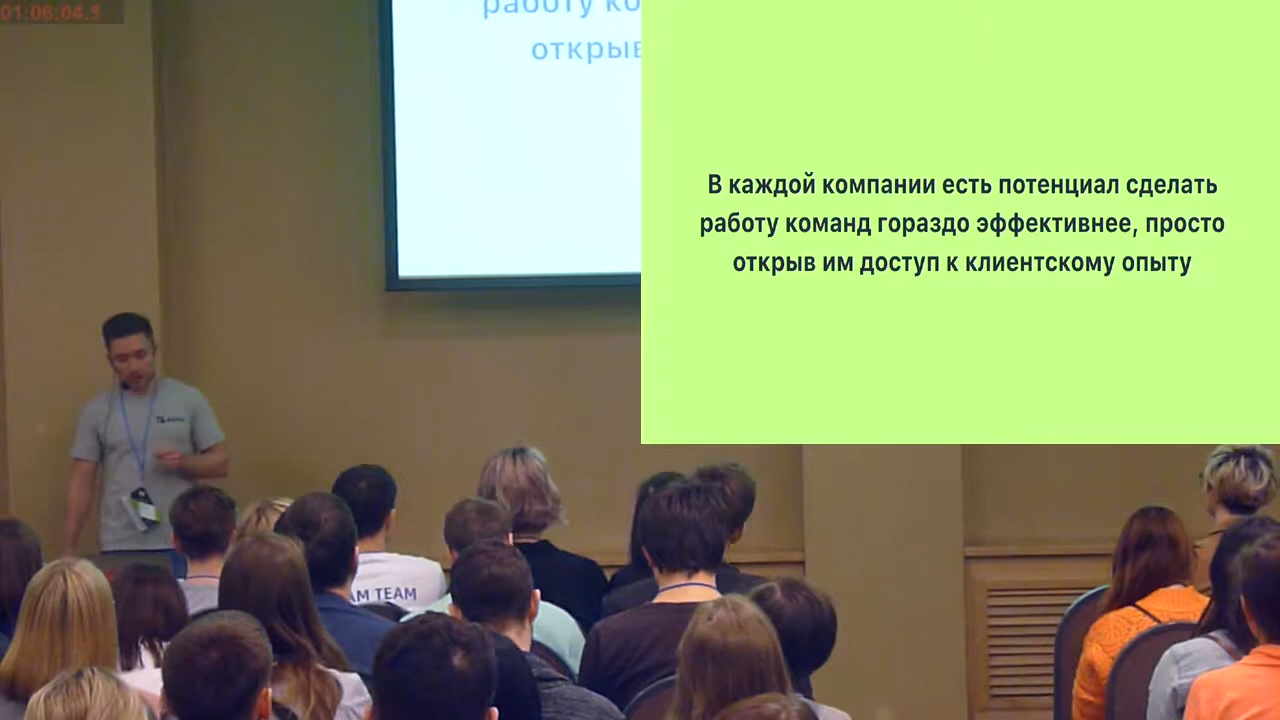 01:06:04.9
работу ко
открыв
В каждой компании есть потенциал сделать
работу команд гораздо эффективнее, просто
открыв им доступ к клиентскому опыту
AM TEAM